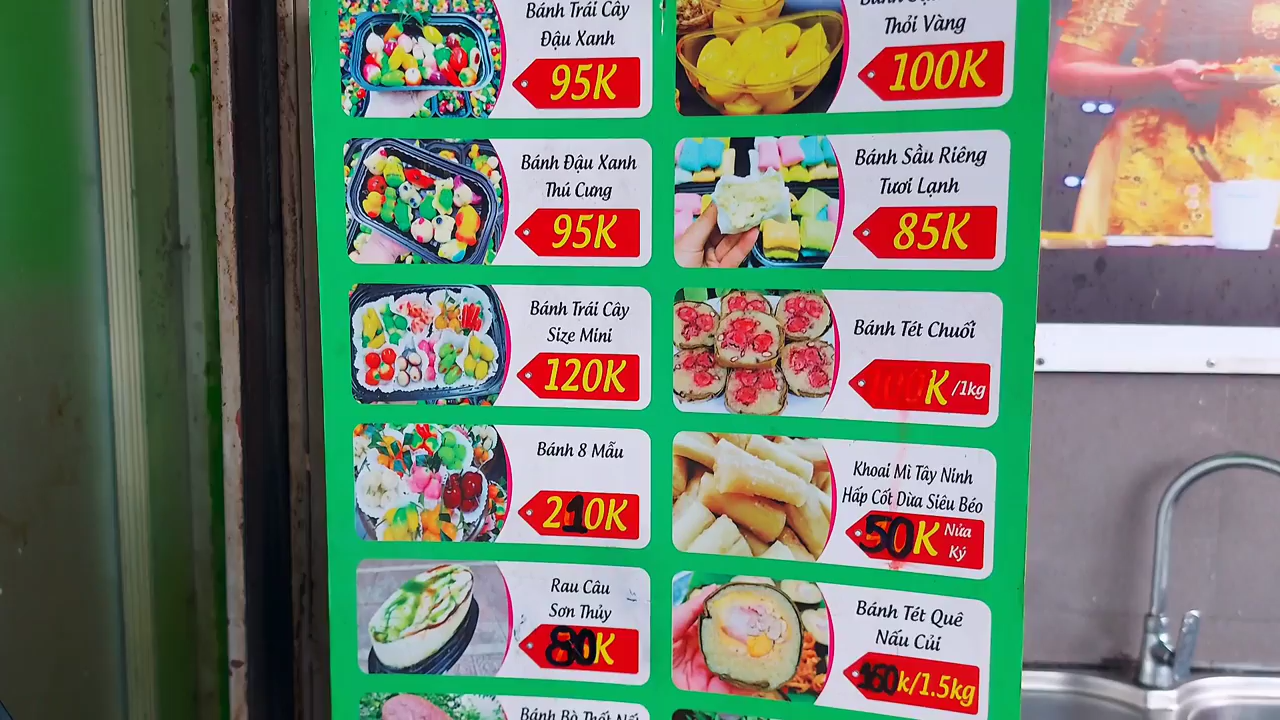 Bánh Trái Cây
Đậu Xanh
95K
Thỏi Vàng
100K
Bánh Đậu Xanh
Thú Cưng
95K
Bánh Sầu Riêng
Tươi Lạnh
85K
Bánh Trái Cây
Size Mini
120K
Bánh Tét Chuối
K /1kg
Bánh 8 Mẫu
210K
Khoai Mì Tây Ninh
Hấp Cốt Dừa Siêu Béo
50K Nửa
Ký
Rau Câu
Sơn Thủy
80K
Bánh Tét Quê
Nấu Củi
160k/1.5kg
Bánh Bò Thốt Nốt